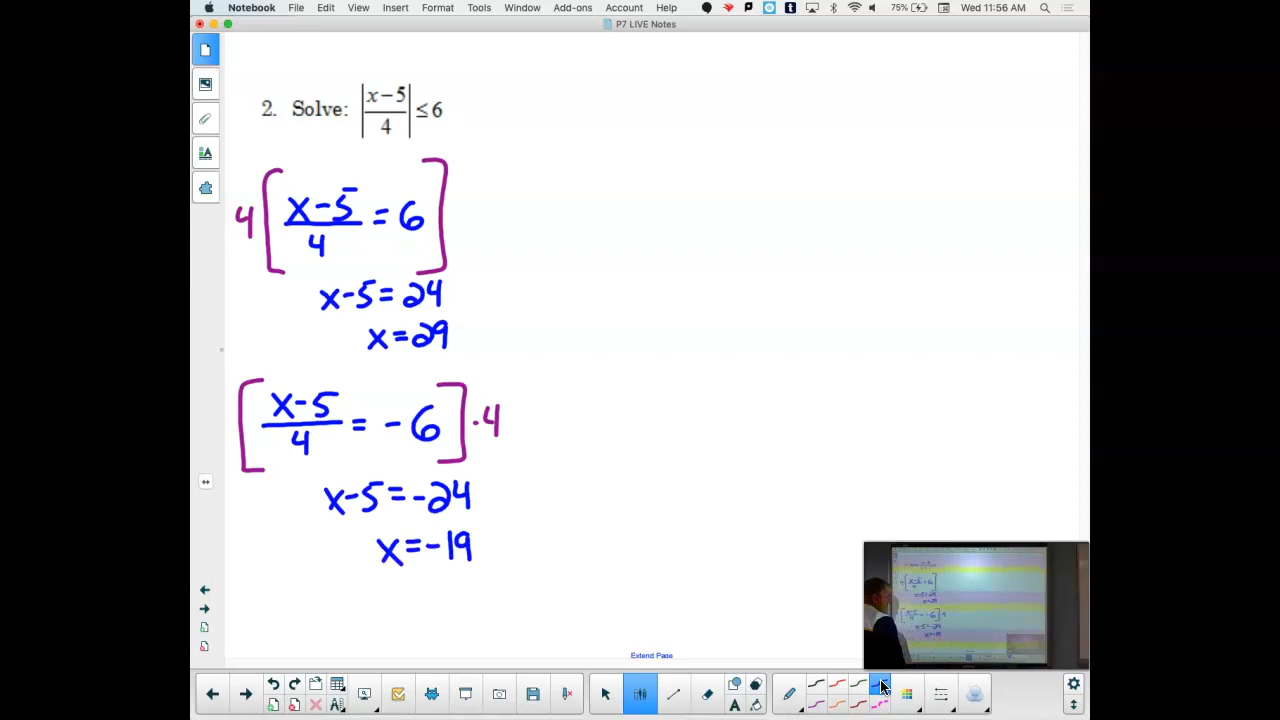 Notebook File Edit View Insert Format Tools Window Add-ons Account Help 75% Wed 11:56 AM
P7 LIVE Notes
2. Solve: |x-5/4| ≤ 6
4[x-5/4 = 6]
x-5=24
x=29
[x-5/4 = -6]·4
x-5=-24
x=-19
Extend Page